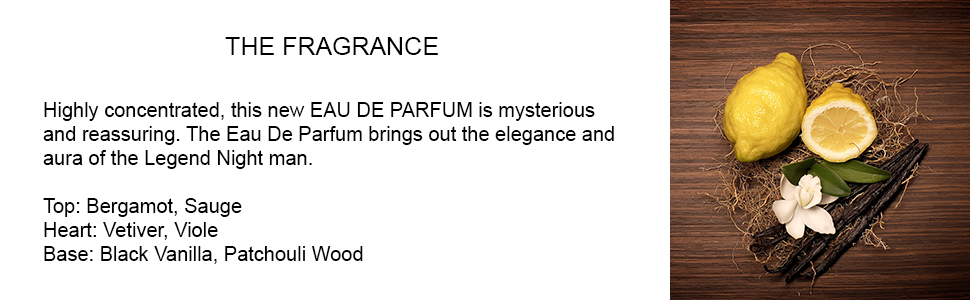 THE FRAGRANCE
Highly concentrated, this new EAU DE PARFUM is mysterious
and reassuring. The Eau De Parfum brings out the elegance and
aura of the Legend Night man.
Top: Bergamot, Sauge
Heart: Vetiver, Viole
Base: Black Vanilla, Patchouli Wood